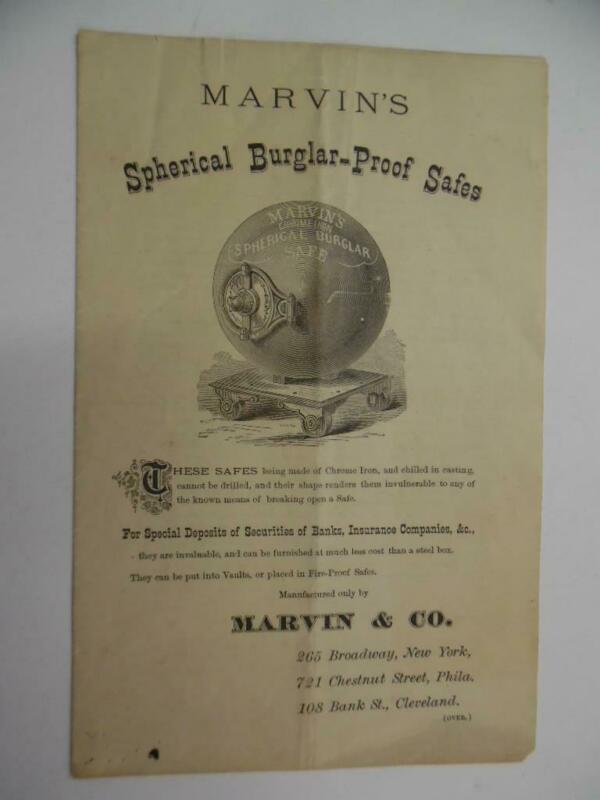 MARVIN'S
Spherical Burglar-Proof Safes
MARVIN'S
CHROME IRON
SPHERICAL BURGLAR
SAFE
THESE SAFES being made of Chrome Iron, and chilled in casting,
cannot be drilled, and their shape renders them invulnerable to any of
the known means of breaking open a Safe.
For Special Deposits of Securities of Banks, Insurance Companies, &c.,
they are invaluable, and can be furnished at much less cost than a steel box.
They can be put into Vaults, or placed in Fire-Proof Safes.
Manufactured only by
MARVIN & CO.
265 Broadway, New York,
721 Chestnut Street, Phila.
108 Bank St., Cleveland.
(OVER.)